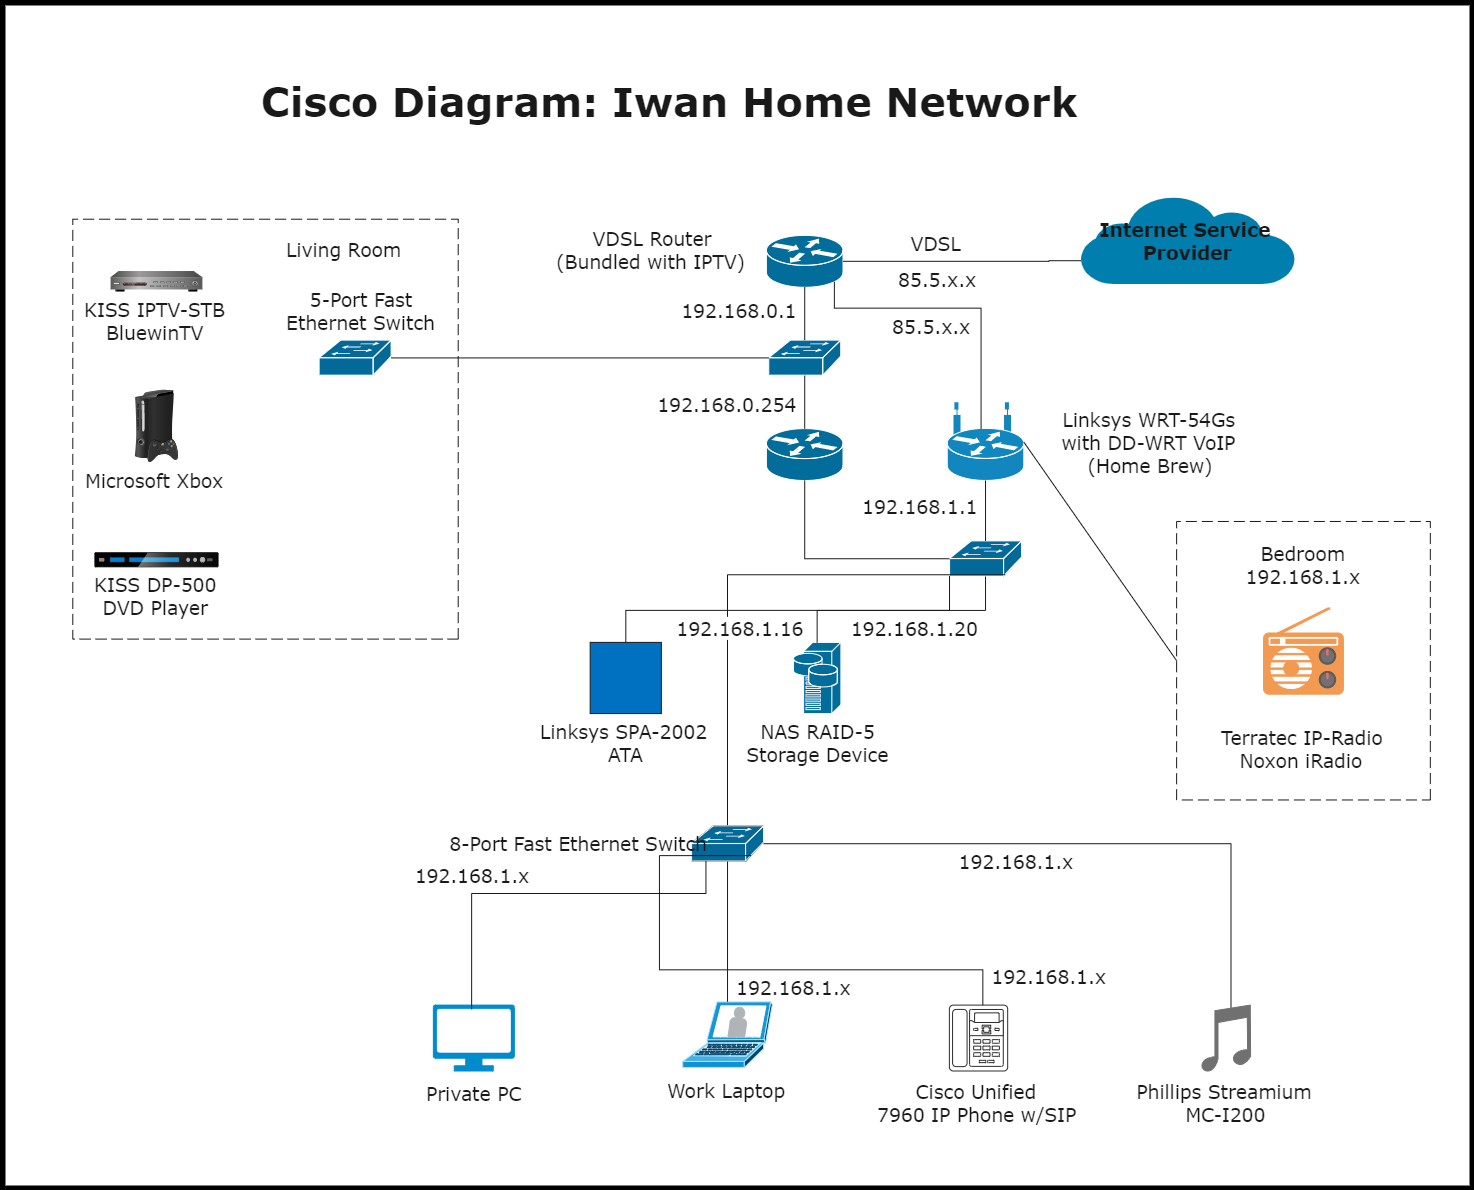 Cisco Diagram: Iwan Home Network
Living Room
KISS IPTV-STB
BluewinTV
5-Port Fast
Ethernet Switch
Microsoft Xbox
KISS DP-500
DVD Player
VDSL Router
(Bundled with IPTV)
VDSL
85.5.x.x
Internet Service
Provider
192.168.0.1
85.5.x.x
192.168.0.254
Linksys WRT-54Gs
with DD-WRT VoIP
(Home Brew)
192.168.1.1
Bedroom
192.168.1.x
Terratec IP-Radio
Noxon iRadio
192.168.1.16
192.168.1.20
Linksys SPA-2002
ATA
NAS RAID-5
Storage Device
8-Port Fast Ethernet Switch
192.168.1.x
192.168.1.x
192.168.1.x
192.168.1.x
Private PC
Work Laptop
Cisco Unified
7960 IP Phone w/SIP
Phillips Streamium
MC-I200